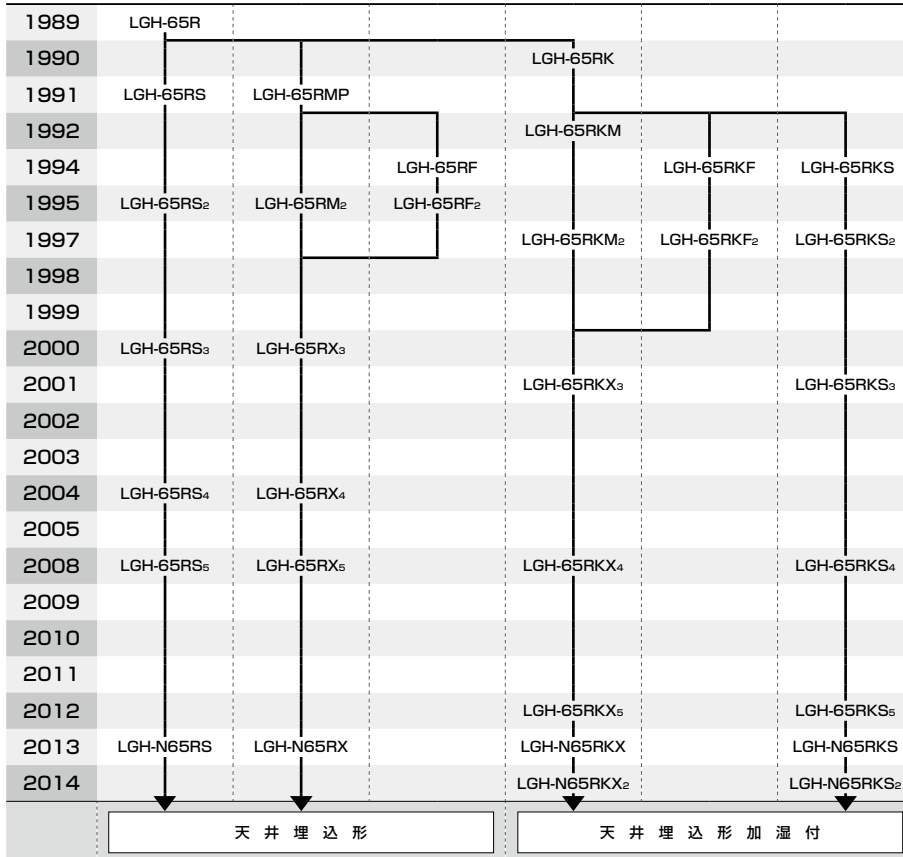 1989 LGH-65R
1990 LGH-65RK
1991 LGH-65RS LGH-65RMP
1992 LGH-65RKM
1994 LGH-65RF LGH-65RKF LGH-65RKS
1995 LGH-65RS2 LGH-65RM2 LGH-65RF2
1997 LGH-65RKM2 LGH-65RKF2 LGH-65RKS2
1998
1999
2000 LGH-65RS3 LGH-65RX3
2001 LGH-65RKX3 LGH-65RKS3
2002
2003
2004 LGH-65RS4 LGH-65RX4
2005
2008 LGH-65RS5 LGH-65RX5 LGH-65RKX4 LGH-65RKS4
2009
2010
2011
2012 LGH-65RKX5 LGH-65RKS5
2013 LGH-N65RS LGH-N65RX LGH-N65RKX LGH-N65RKS
2014 LGH-N65RKX2 LGH-N65RKS2
天井埋込形 天井埋込形加湿付